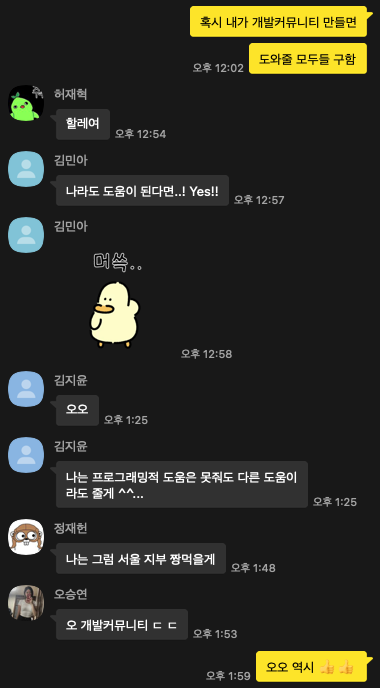 혹시 내가 개발커뮤니티 만들면
도와줄 모두들 구함
오후 12:02
허재혁
할레여
오후 12:54
김민아
나라도 도움이 된다면..! Yes!!
오후 12:57
김민아
머쓱..
오후 12:58
김지윤
오오
오후 1:25
김지윤
나는 프로그래밍적 도움은 못줘도 다른 도움이
라도 줄게 ^^...
오후 1:25
정재헌
나는 그럼 서울 지부 짱먹을게
오후 1:48
오승연
오 개발커뮤니티 ㄷ ㄷ
오후 1:53
오오 역시 👍👍
오후 1:59